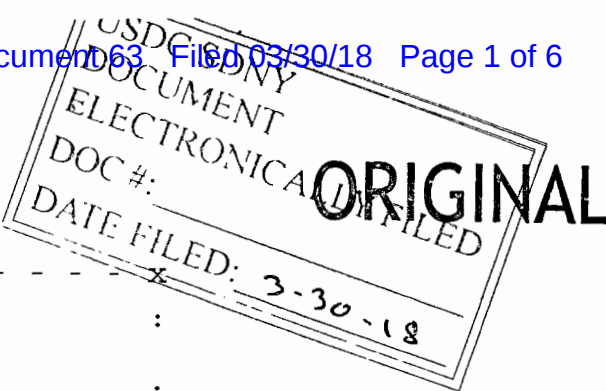 cument 63 Filed 03/30/18 Page 1 of 6
USDC SDNY
DOCUMENT
ELECTRONICALLY FILED
DOC #:
DATE FILED: 3-30-18
ORIGINAL
- - - - - x
:
: